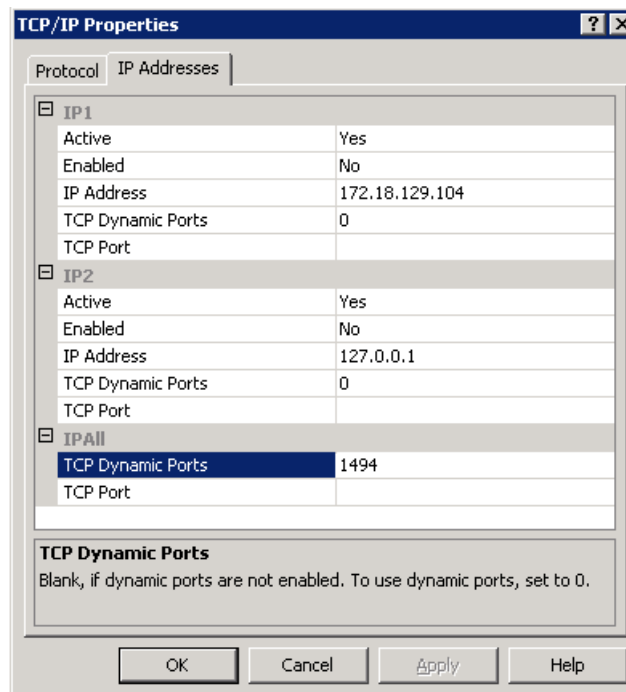 TCP/IP Properties
Protocol IP Addresses
IP1
Active Yes
Enabled No
IP Address 172.18.129.104
TCP Dynamic Ports 0
TCP Port
IP2
Active Yes
Enabled No
IP Address 127.0.0.1
TCP Dynamic Ports 0
TCP Port
IPAll
TCP Dynamic Ports 1494
TCP Port
TCP Dynamic Ports
Blank, if dynamic ports are not enabled. To use dynamic ports, set to 0.
OK Cancel Apply Help